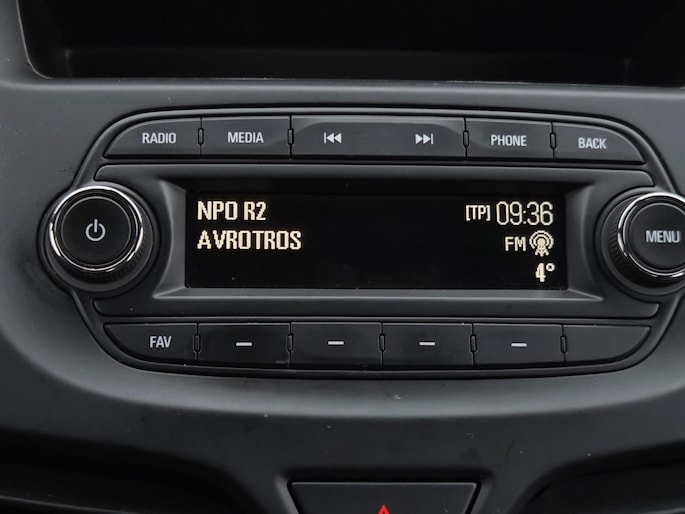 RADIO MEDIA PHONE BACK
NPO R2 [TP] 09:36
AVROTROS FM
4°
MENU
FAV